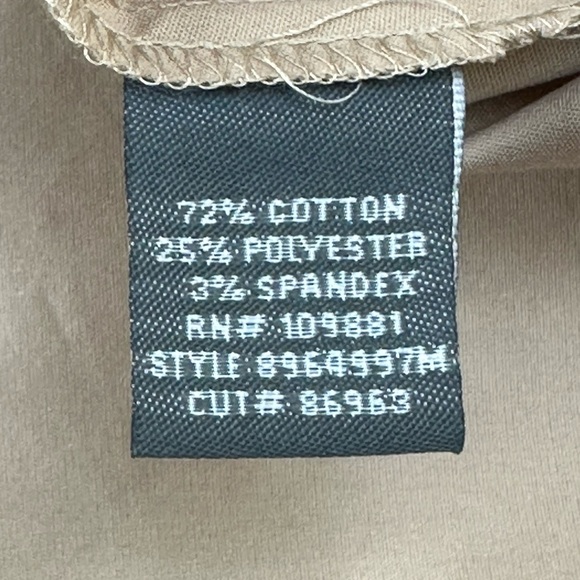 72% COTTON
25% POLYESTER
3% SPANDEX
RN# 109881
STYLE 8964997M
CUT# 86963